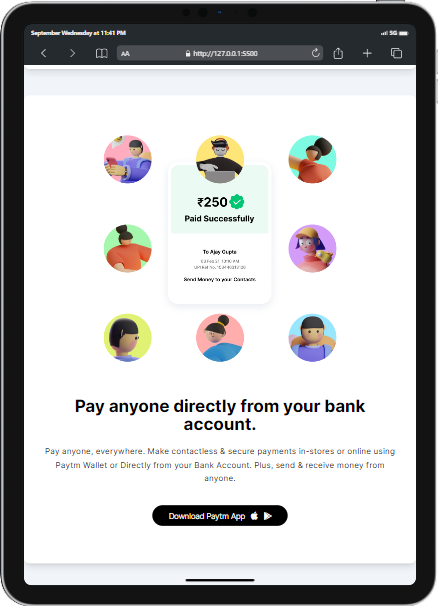 September Wednesday at 11:41 PM
5G
AA
http://127.0.0.1:5500
₹250
Paid Successfully
To Ajay Gupta
Send Money to your Contacts
Pay anyone directly from your bank
account.
Pay anyone, everywhere. Make contactless & secure payments in-stores or online using
Paytm Wallet or Directly from your Bank Account. Plus, send & receive money from
anyone.
Download Paytm App